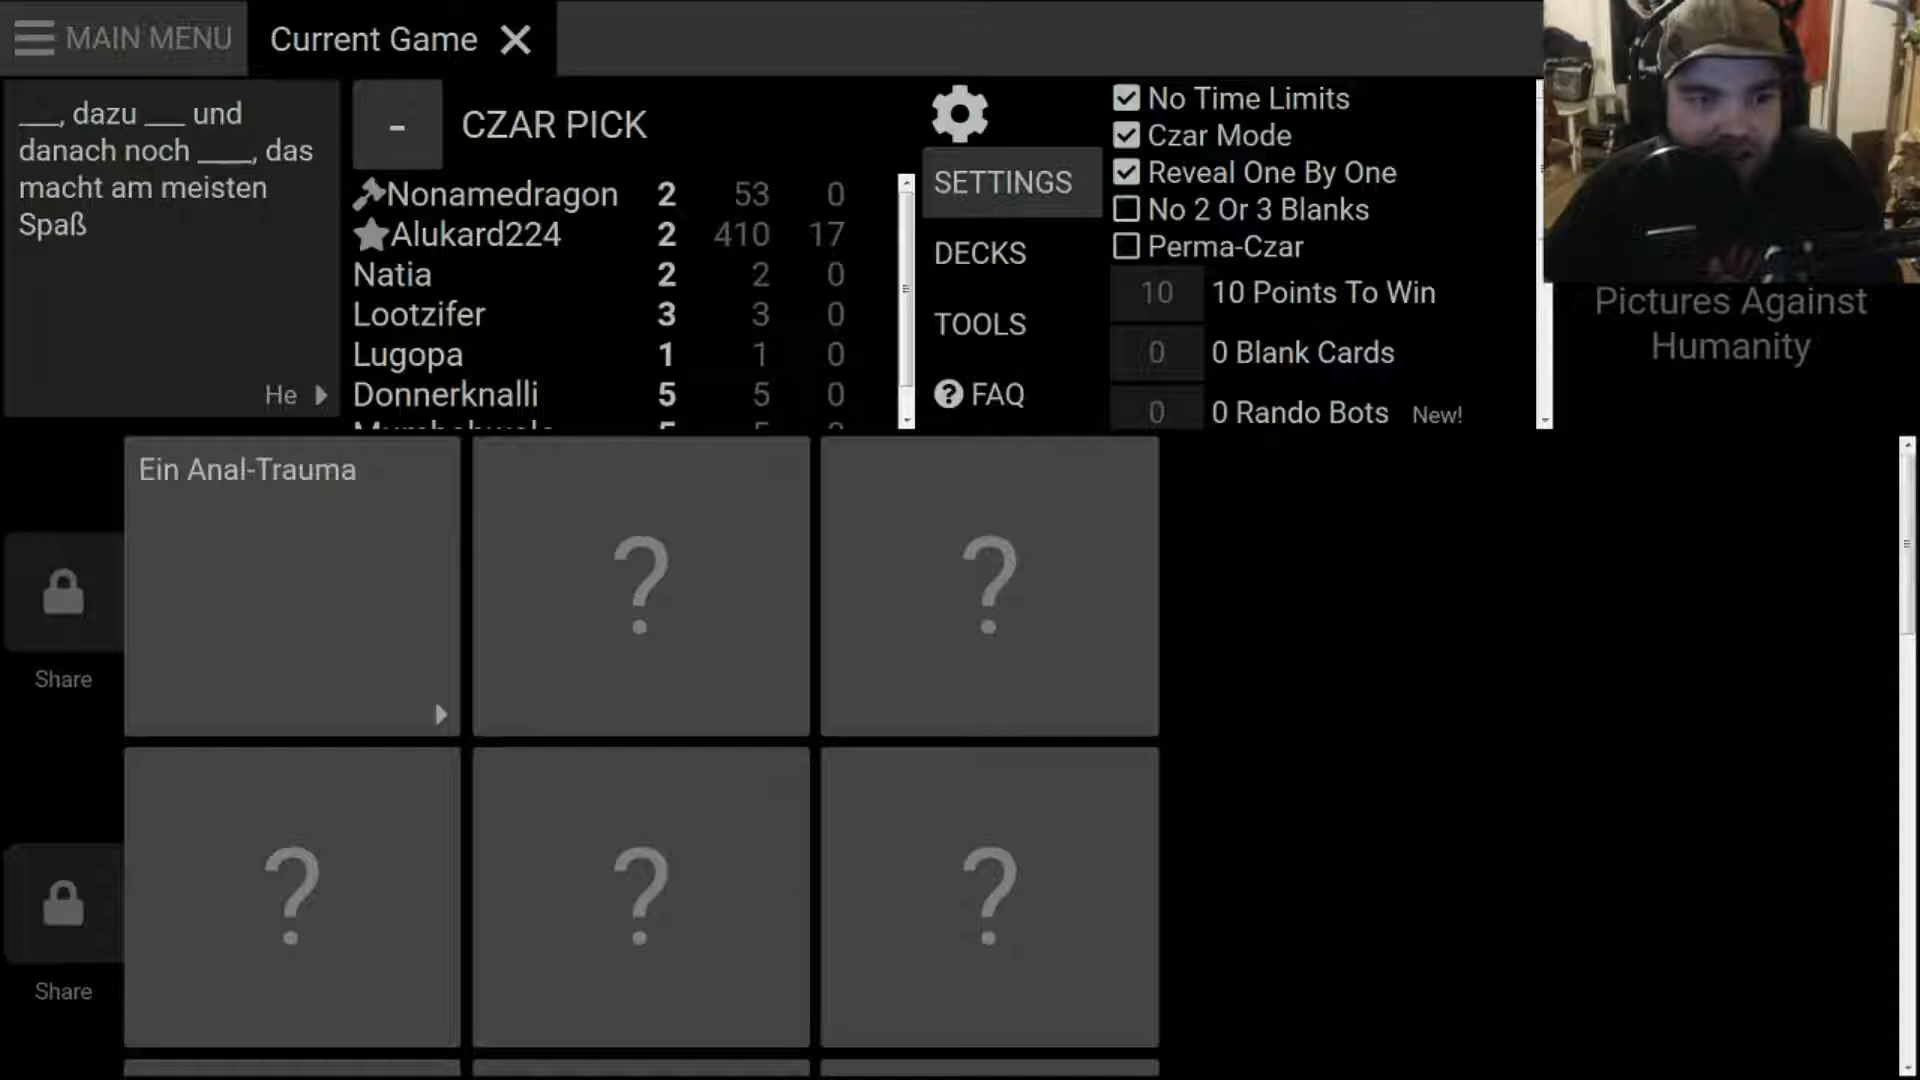 MAIN MENU
Current Game
___, dazu ___ und
danach noch ____, das
macht am meisten
Spaß
He
-
CZAR PICK
Nonamedragon 2 53 0
Alukard224 2 410 17
Natia 2 2 0
Lootzifer 3 3 0
Lugopa 1 1 0
Donnerknalli 5 5 0
SETTINGS
DECKS
TOOLS
? FAQ
No Time Limits
Czar Mode
Reveal One By One
No 2 Or 3 Blanks
Perma-Czar
10 10 Points To Win
0 0 Blank Cards
0 0 Rando Bots New!
Pictures Against
Humanity
Ein Anal-Trauma
? ?
Share
? ? ?
Share